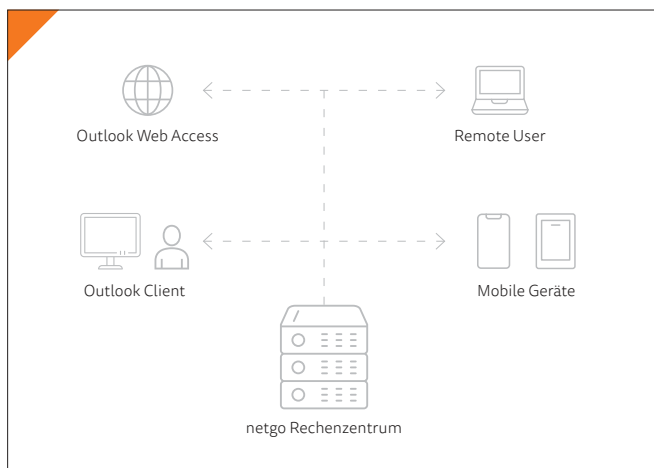 Outlook Web Access
Remote User
Outlook Client
Mobile Geräte
netgo Rechenzentrum